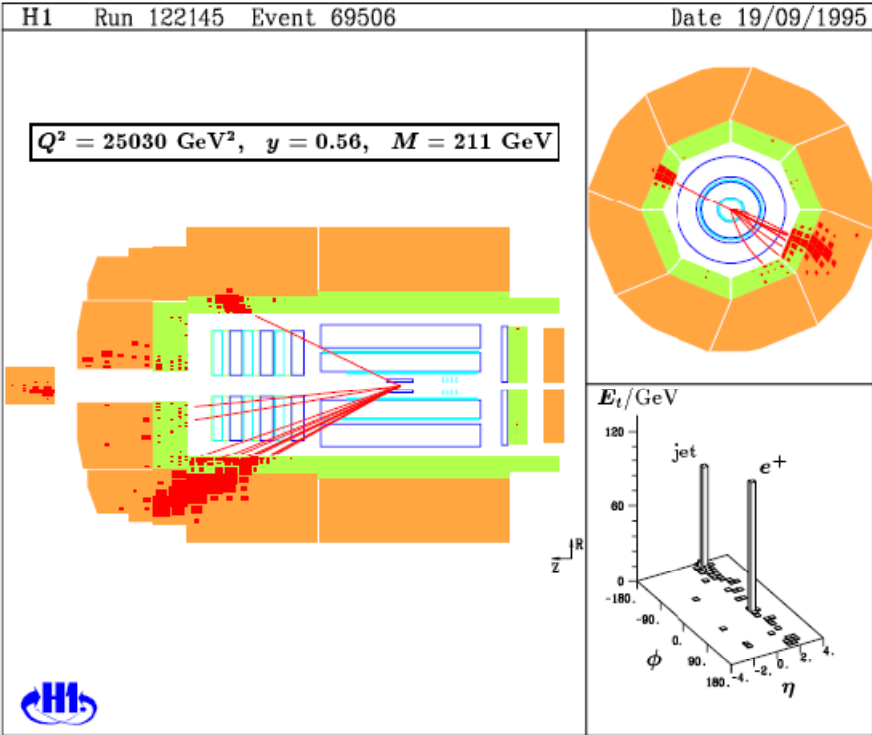 H1 Run 122145 Event 69506 Date 19/09/1995
Q² = 25030 GeV², y = 0.56, M = 211 GeV
R
Z
E_t/GeV
120
60
0
jet
e⁺
-180.
-90.
0.
90.
180.
ϕ
-4.
-2.
0.
2.
4.
η
H1